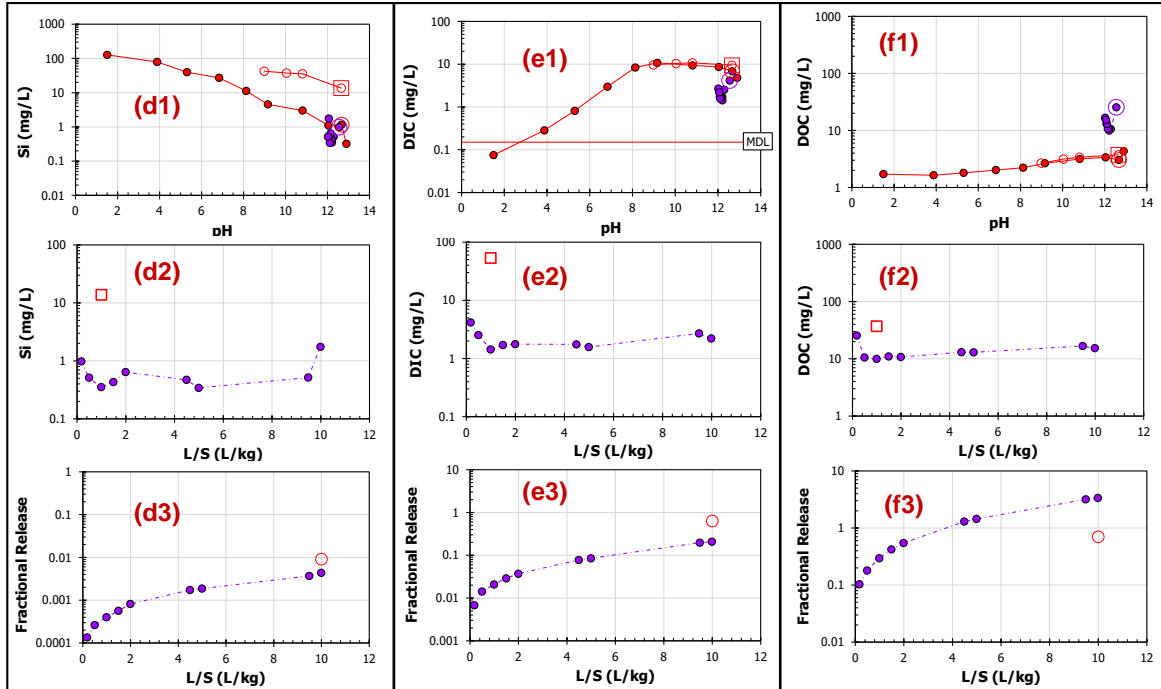 (d1)
Si (mg/L)
1000
100
10
1
0.1
0.01
0 2 4 6 8 10 12 14
pH
(e1)
DIC (mg/L)
100
10
1
0.1
0.01
MDL
0 2 4 6 8 10 12 14
pH
(f1)
DOC (mg/L)
1000
100
10
1
0 2 4 6 8 10 12 14
pH
(d2)
Si (mg/L)
100
10
1
0.1
0 2 4 6 8 10 12
L/S (L/kg)
(e2)
DIC (mg/L)
100
10
1
0.1
0 2 4 6 8 10 12
L/S (L/kg)
(f2)
DOC (mg/L)
1000
100
10
1
0 2 4 6 8 10 12
L/S (L/kg)
(d3)
Fractional Release
1
0.1
0.01
0.001
0.0001
0 2 4 6 8 10 12
L/S (L/kg)
(e3)
Fractional Release
10
1
0.1
0.01
0.001
0 2 4 6 8 10 12
L/S (L/kg)
(f3)
Fractional Release
10
1
0.1
0.01
0 2 4 6 8 10 12
L/S (L/kg)